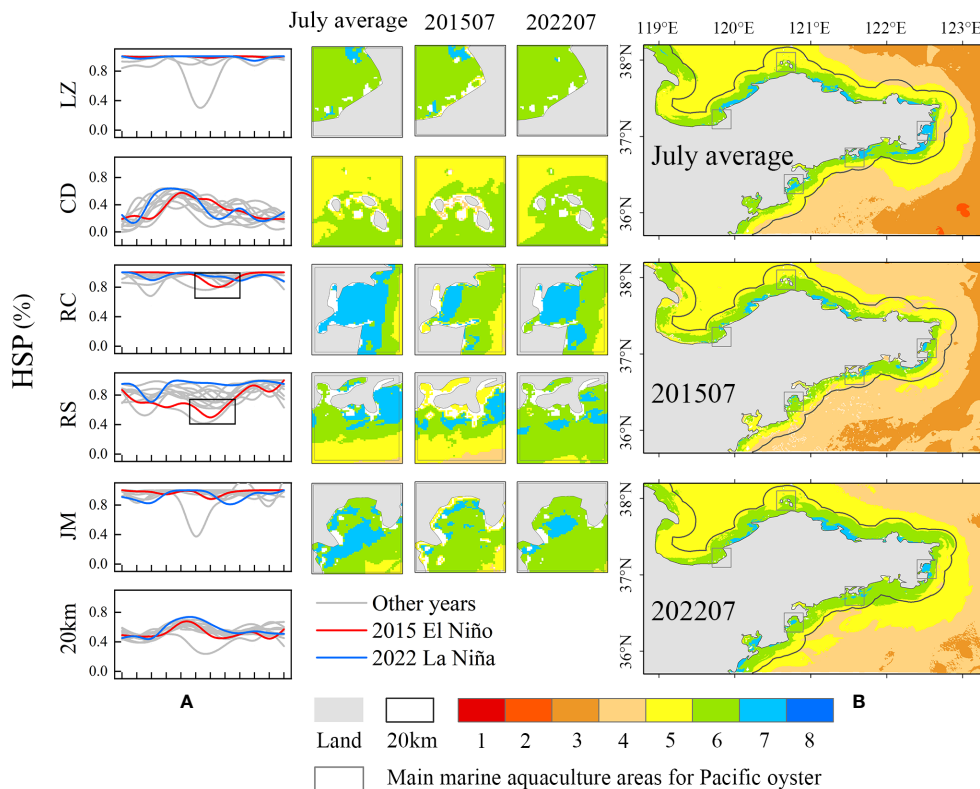 July average 201507 202207
119°E 120°E 121°E 122°E 123°E
HSP (%)
LZ
0.8
0.4
0.0
CD
0.8
0.4
0.0
RC
0.8
0.4
0.0
RS
0.8
0.4
0.0
JM
0.8
0.4
0.0
20km
0.8
0.4
0.0
38°N
37°N
36°N
July average
38°N
37°N
36°N
201507
38°N
37°N
36°N
202207
Other years
2015 El Niño
2022 La Niña
A
B
Land 20km 1 2 3 4 5 6 7 8
Main marine aquaculture areas for Pacific oyster